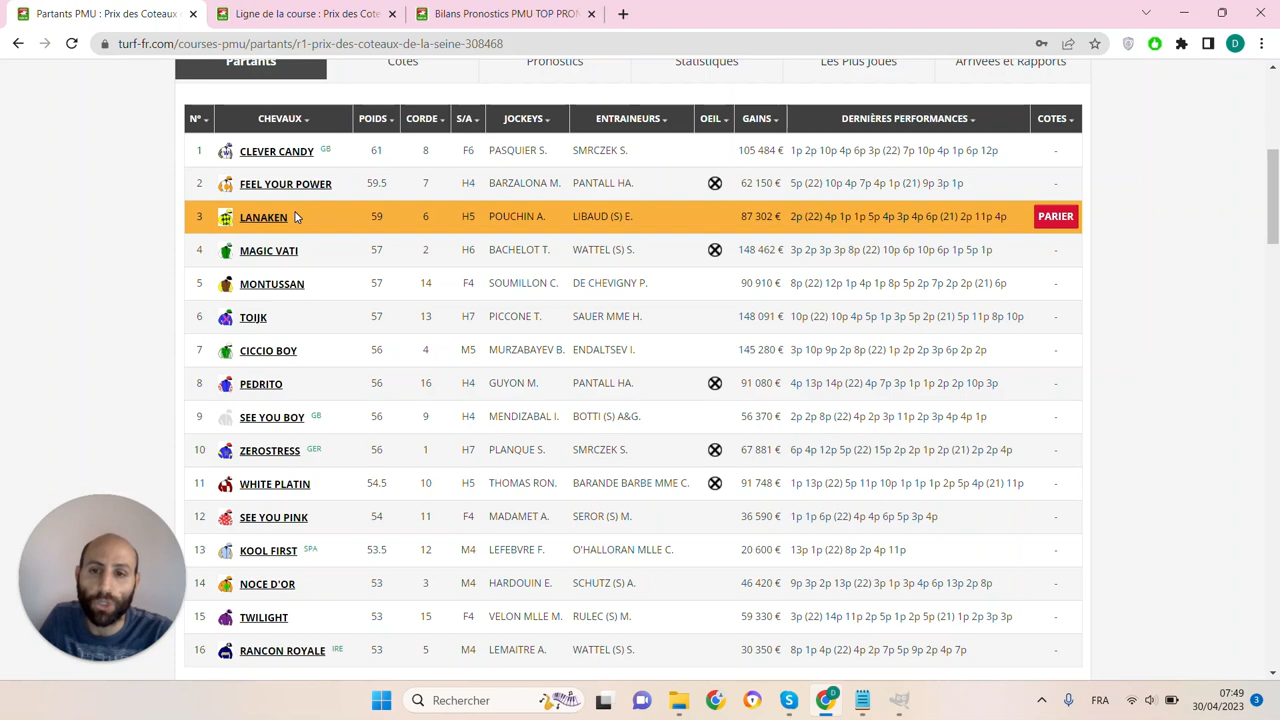 Partants PMU : Prix des Coteaux
Ligne de la course : Prix des Cote
Bilans Pronostics PMU TOP PRON
turf-fr.com/courses-pmu/partants/r1-prix-des-coteaux-de-la-seine-308468
D
Partants Cotes Pronostics Statistiques Les Plus Joués Arrivées et Rapports
N° CHEVAUX POIDS CORDE S/A JOCKEYS ENTRAINEURS OEIL GAINS DERNIÈRES PERFORMANCES COTES
1 CLEVER CANDY GB 61 8 F6 PASQUIER S. SMRCZEK S. 105 484 € 1p 2p 10p 4p 6p 3p (22) 7p 10p 4p 1p 6p 12p -
2 FEEL YOUR POWER 59.5 7 H4 BARZALONA M. PANTALL HA. 62 150 € 5p (22) 10p 4p 7p 4p 1p (21) 9p 3p 1p -
3 LANAKEN 59 6 H5 POUCHIN A. LIBAUD (S) E. 87 302 € 2p (22) 4p 1p 1p 5p 4p 3p 4p 6p (21) 2p 11p 4p PARIER
4 MAGIC VATI 57 2 H6 BACHELOT T. WATTEL (S) S. 148 462 € 3p 2p 3p 3p 8p (22) 10p 6p 10p 6p 1p 5p 1p -
5 MONTUSSAN 57 14 F4 SOUMILLON C. DE CHEVIGNY P. 90 910 € 8p (22) 12p 1p 4p 1p 8p 5p 2p 7p 2p 2p (21) 6p -
6 TOIJK 57 13 H7 PICCONE T. SAUER MME H. 148 091 € 10p (22) 10p 4p 5p 1p 3p 5p 2p (21) 5p 11p 8p 10p -
7 CICCIO BOY 56 4 M5 MURZABAYEV B. ENDALTSEV I. 145 280 € 3p 10p 9p 2p 8p (22) 1p 2p 2p 3p 6p 2p 2p -
8 PEDRITO 56 16 H4 GUYON M. PANTALL HA. 91 080 € 4p 13p 14p (22) 4p 7p 3p 1p 1p 2p 2p 10p 3p -
9 SEE YOU BOY GB 56 9 H4 MENDIZABAL I. BOTTI (S) A&G. 56 370 € 2p 2p 8p (22) 4p 2p 3p 11p 2p 3p 4p 4p 1p -
10 ZEROSTRESS GER 56 1 H7 PLANQUE S. SMRCZEK S. 67 881 € 6p 4p 12p 5p (22) 15p 2p 2p 1p 2p (21) 2p 2p 4p -
11 WHITE PLATIN 54.5 10 H5 THOMAS RON. BARANDE BARBE MME C. 91 748 € 1p 13p (22) 5p 11p 10p 1p 1p 1p 2p 5p 4p (21) 11p -
12 SEE YOU PINK 54 11 F4 MADAMET A. SEROR (S) M. 36 590 € 1p 1p 6p (22) 4p 4p 6p 5p 3p 4p -
13 KOOL FIRST SPA 53.5 12 M4 LEFEBVRE F. O'HALLORAN MLLE C. 20 600 € 13p 1p (22) 8p 2p 4p 11p -
14 NOCE D'OR 53 3 M4 HARDOUIN E. SCHUTZ (S) A. 46 420 € 9p 3p 2p 13p (22) 3p 1p 3p 4p 6p 13p 2p 8p -
15 TWILIGHT 53 15 F4 VELON MLLE M. RULEC (S) M. 59 330 € 3p (22) 14p 11p 2p 5p 1p 2p 5p (21) 1p 2p 3p 3p -
16 RANCON ROYALE IRE 53 5 M4 LEMAITRE A. WATTEL (S) S. 30 350 € 8p 1p 4p (22) 4p 2p 7p 5p 9p 2p 4p 7p -
Rechercher
FRA
07:49
30/04/2023
3